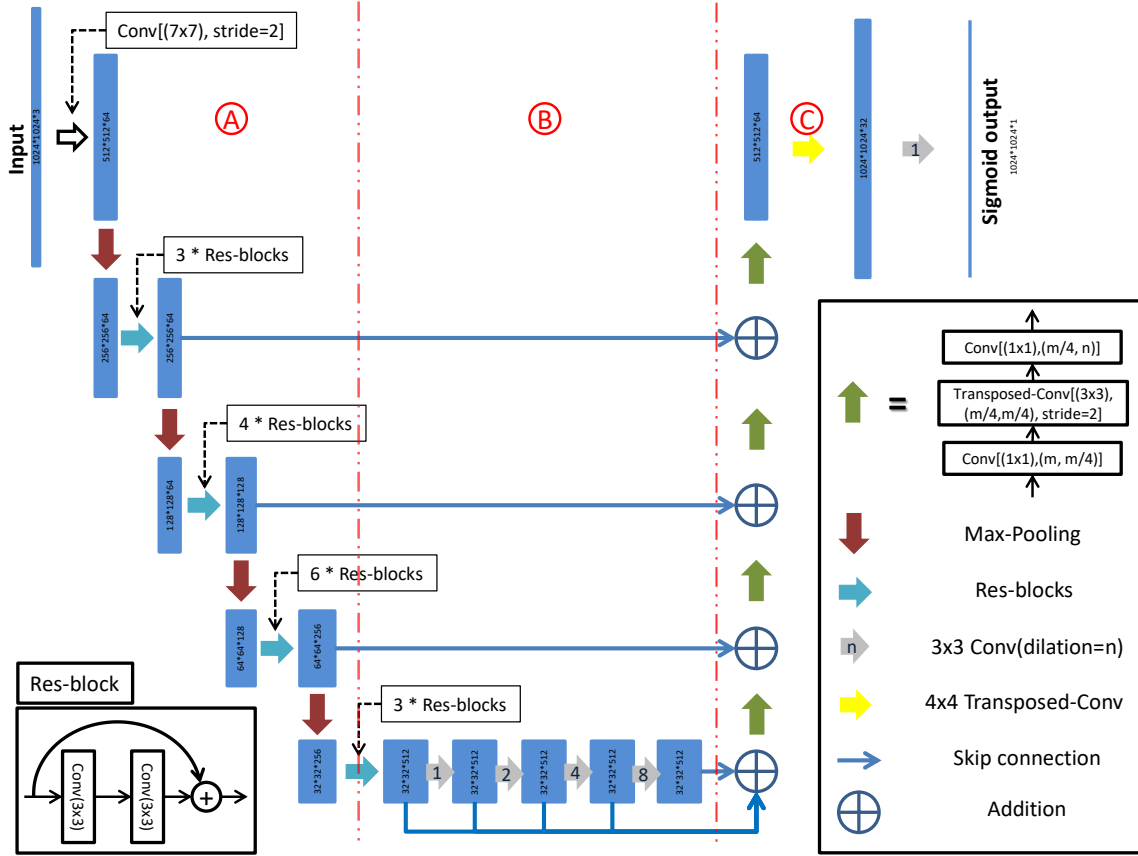 Conv[(7x7), stride=2]
Input
1024*1024*3
512*512*64
A
B
512*512*64
C
1024*1024*32
1
Sigmoid output
1024*1024*1
3 * Res-blocks
256*256*64
256*256*64
4 * Res-blocks
128*128*64
128*128*128
6 * Res-blocks
64*64*128
64*64*256
3 * Res-blocks
32*32*256
32*32*512
1
32*32*512
2
32*32*512
4
32*32*512
8
32*32*512
Res-block
Conv(3x3)
Conv(3x3)
+
=
Conv[(1x1),(m/4, n)]
Transposed-Conv[(3x3),
(m/4,m/4), stride=2]
Conv[(1x1),(m, m/4)]
Max-Pooling
Res-blocks
n
3x3 Conv(dilation=n)
4x4 Transposed-Conv
Skip connection
Addition